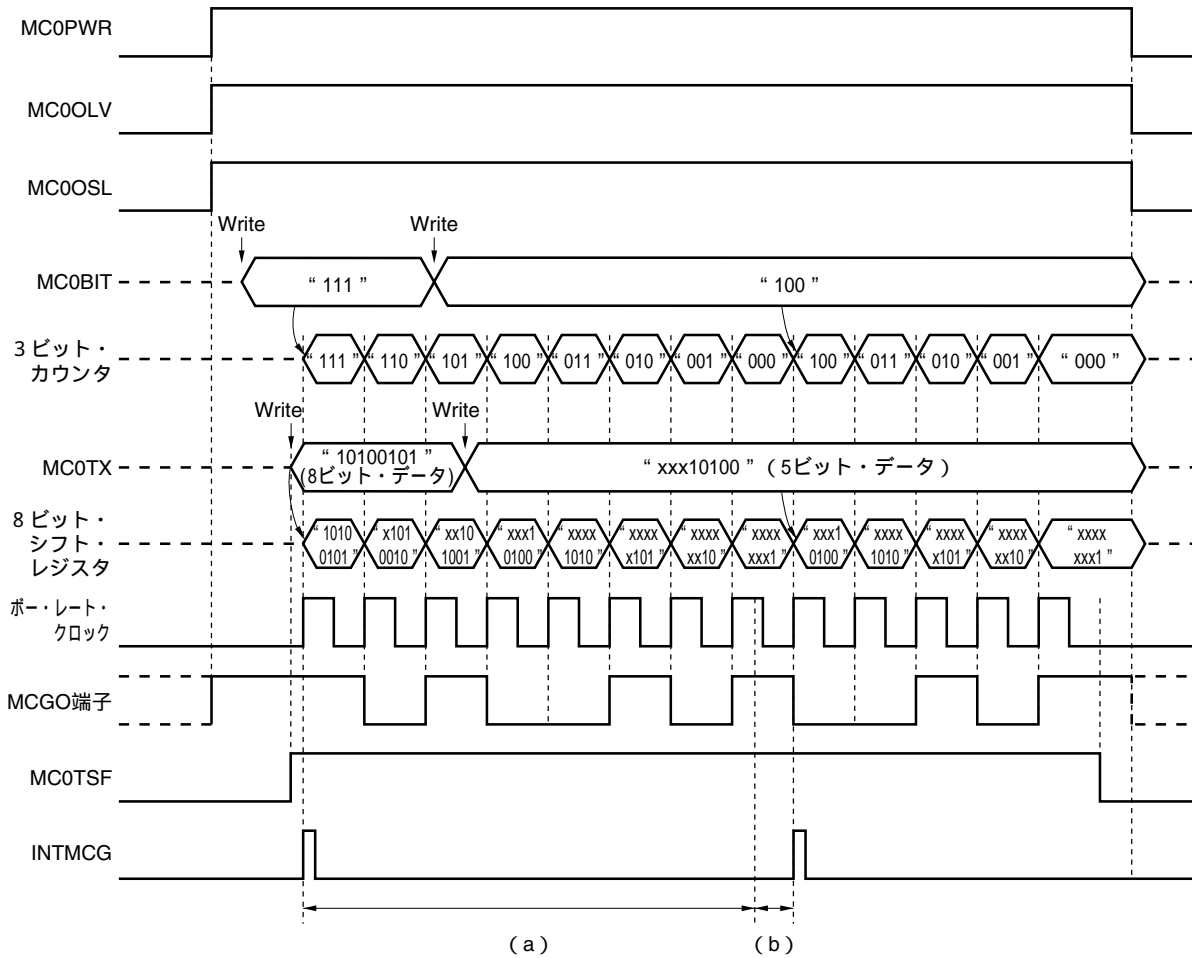 MC0PWR
MC0OLV
MC0OSL
Write Write
MC0BIT “ 111 ” “ 100 ”
3 ビット・
カウンタ
“ 111 ” “ 110 ” “ 101 ” “ 100 ” “ 011 ” “ 010 ” “ 001 ” “ 000 ” “ 100 ” “ 011 ” “ 010 ” “ 001 ” “ 000 ”
Write Write
MC0TX “ 10100101 ”
(8ビット・データ)
“ xxx10100 ” ( 5ビット・データ )
8 ビット・
シフト・
レジスタ
“ 1010 “ x101 “ xx10 “ xxx1 “ xxxx “ xxxx “ xxxx “ xxxx “ xxx1 “ xxxx “ xxxx “ xxxx “ xxxx
0101 ” 0010 ” 1001 ” 0100 ” 1010 ” x101 ” xx10 ” xxx1 ” 0100 ” 1010 ” x101 ” xx10 ” xxx1 ”
ボー・レート・
クロック
MCGO端子
MC0TSF
INTMCG
( a ) ( b )